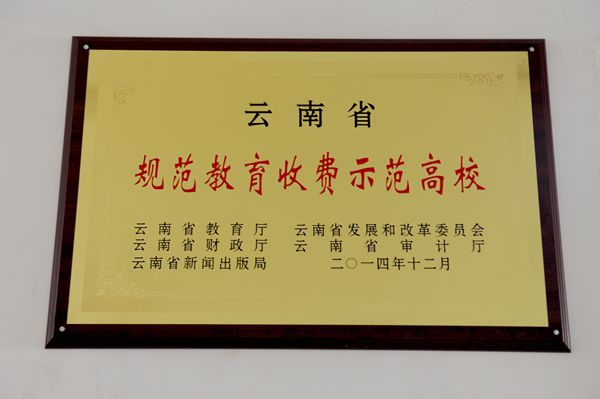 云南省
规范教育收费示范高校
云南省教育厅 云南省发展和改革委员会
云南省财政厅 云南省审计厅
云南省新闻出版局 二〇一四年十二月